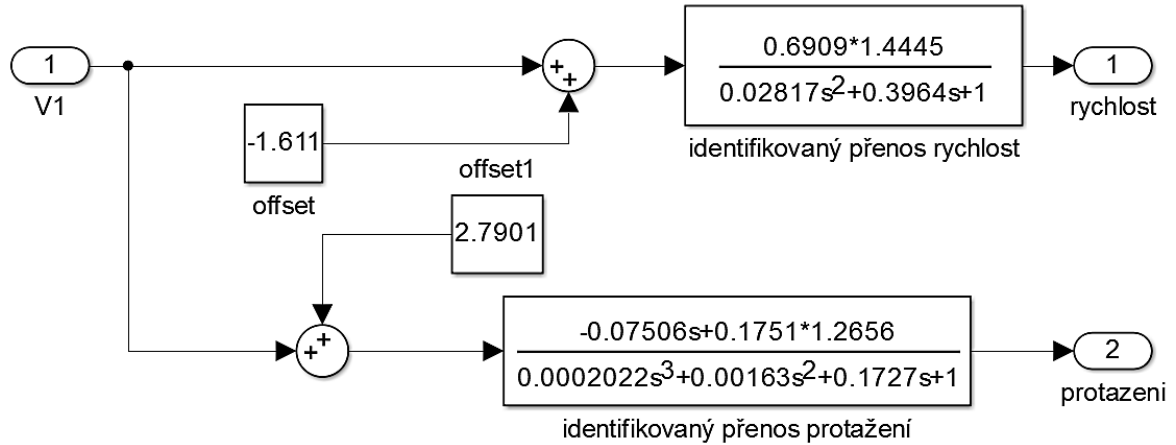 1
V1
+
+
-1.611
offset
0.6909*1.4445
0.02817s2+0.3964s+1
identifikovaný přenos rychlost
1
rychlost
offset1
2.7901
+
+
-0.07506s+0.1751*1.2656
0.0002022s3+0.00163s2+0.1727s+1
identifikovaný přenos protažení
2
protazeni